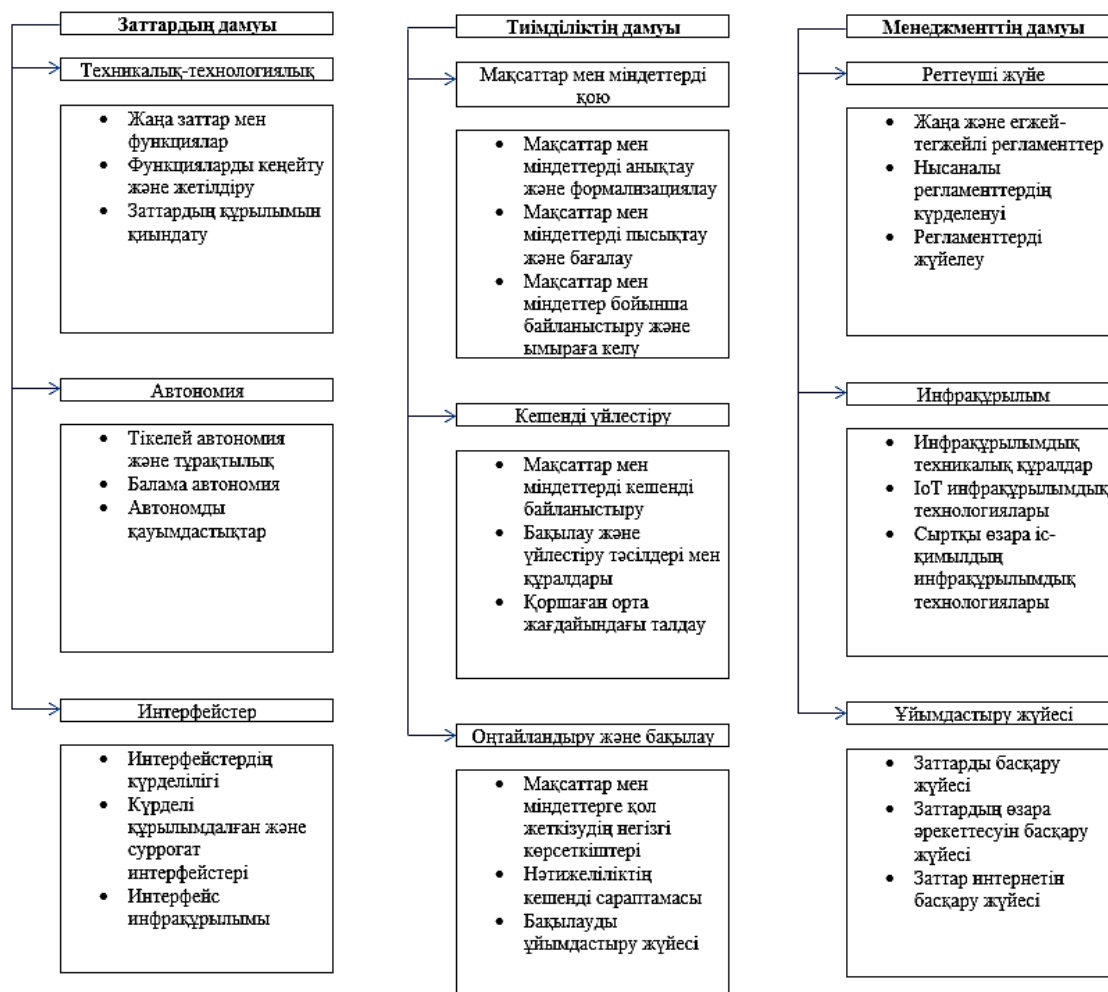 Заттардың дамуы
Техникалық-технологиялық
• Жаңа заттар мен
функциялар
• Функцияларды кеңейту
және жетілдіру
• Заттардың құрылымын
қиындату
Автономия
• Тікелей автономия
және тұрақтылық
• Балама автономия
• Автономды
қауымдастықтар
Интерфейстер
• Интерфейстердің
күрделілігі
• Күрделі
құрылымдалған және
суррогат
интерфейстері
• Интерфейс
инфрақұрылымы
Тиімділіктің дамуы
Мақсаттар мен міндеттерді
қою
• Мақсаттар мен
міндеттерді анықтау
және формализациялау
• Мақсаттар мен
міндеттерді пысықтау
және бағалау
• Мақсаттар мен
міндеттер бойынша
байланыстыру және
ымыраға келу
Кешенді үйлестіру
• Мақсаттар мен
міндеттерді кешенді
байланыстыру
• Бақылау және
үйлестіру тәсілдері мен
құралдары
• Қоршаған орта
жағдайындағы талдау
Оңтайландыру және бақылау
• Мақсаттар мен
міндеттерге қол
жеткізудің негізгі
көрсеткіштері
• Нәтижеліліктің
кешенді сараптамасы
• Бақылауды
ұйымдастыру жүйесі
Менеджменттің дамуы
Реттеуші жүйе
• Жаңа және егжей-
тегжейлі регламенттер
• Нысаналы
регламенттердің
күрделенуі
• Регламенттерді
жүйелеу
Инфрақұрылым
• Инфрақұрылымдық
техникалық құралдар
• IoT инфрақұрылымдық
технологиялары
• Сыртқы өзара іс-
қимылдың
инфрақұрылымдық
технологиялары
Ұйымдастыру жүйесі
• Заттарды басқару
жүйесі
• Заттардың өзара
әрекеттесуін басқару
жүйесі
• Заттар интернетін
басқару жүйесі